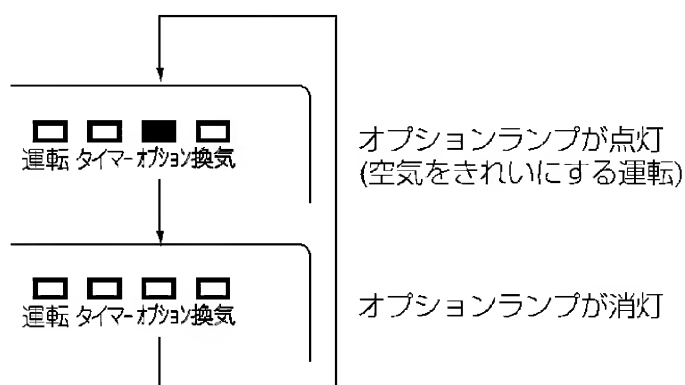 運転 タイマー オプション 換気
オプションランプが点灯
(空気をきれいにする運転)
運転 タイマー オプション 換気
オプションランプが消灯